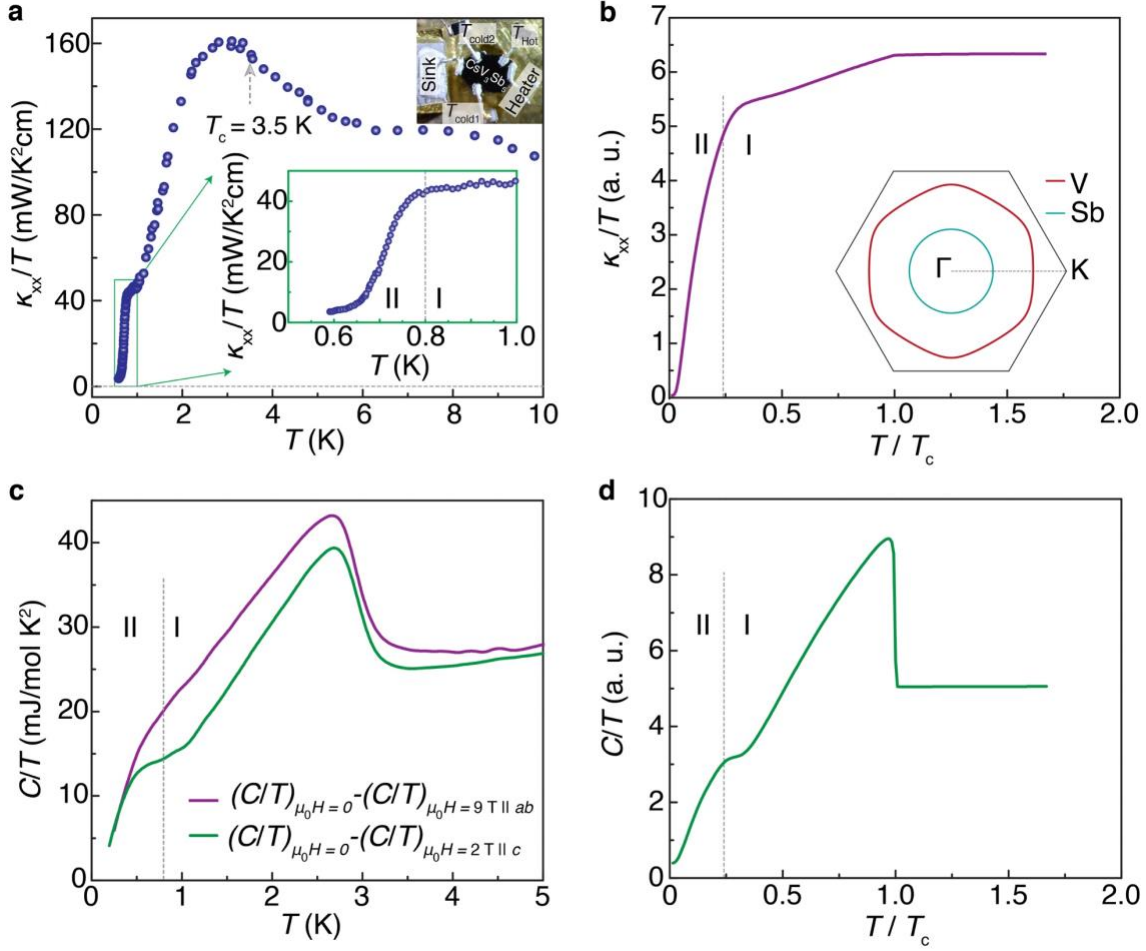 a
κxx/T (mW/K²cm)
160
120
80
40
0
Tc = 3.5 K
Tcold2
THot
Sink
CsV3Sb5
Heater
Tcold1
κxx/T (mW/K²cm)
40
20
0
II
I
0.6
0.8
1.0
T (K)
0
2
4
6
8
10
T (K)
b
κxx/T (a. u.)
7
6
5
4
3
2
1
0
II
I
V
Sb
Γ
K
0
0.5
1.0
1.5
2.0
T / Tc
c
C/T (mJ/mol K²)
40
30
20
10
0
II
I
(C/T)μ0H = 0-(C/T)μ0H = 9 T II ab
(C/T)μ0H = 0-(C/T)μ0H = 2 T II c
0
1
2
3
4
5
T (K)
d
C/T (a. u.)
10
8
6
4
2
0
II
I
0
0.5
1.0
1.5
2.0
T / Tc